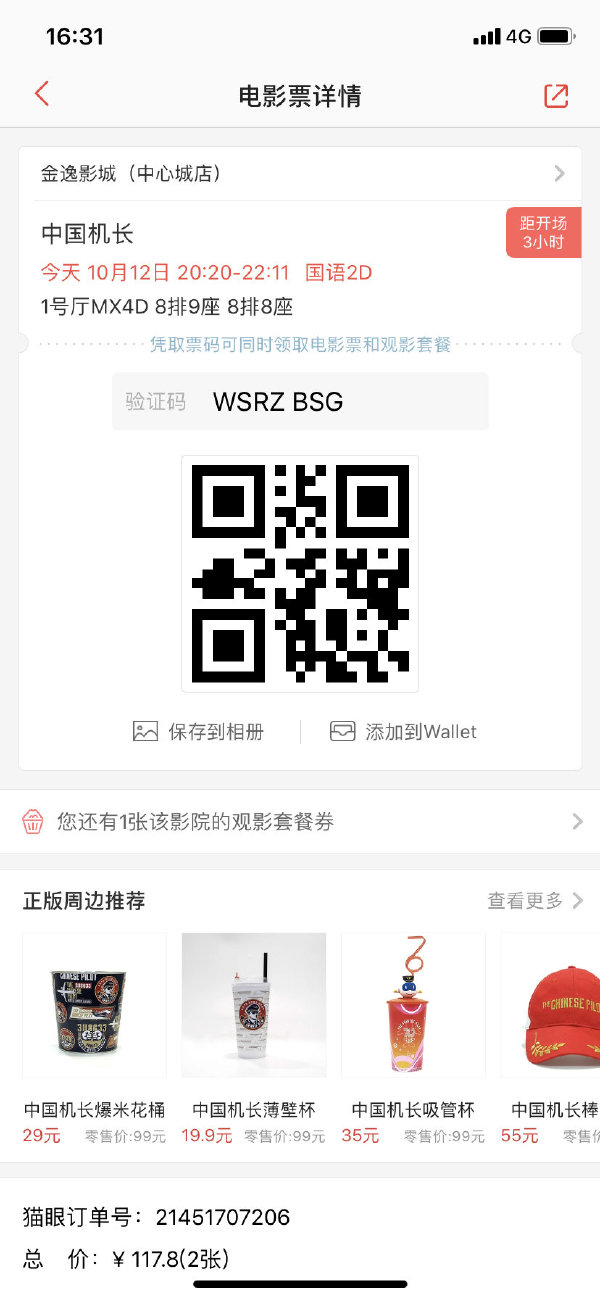 16:31
4G
电影票详情
金逸影城（中心城店）
中国机长
距开场
3小时
今天 10月12日 20:20-22:11 国语2D
1号厅MX4D 8排9座 8排8座
凭取票码可同时领取电影票和观影套餐
验证码 WSRZ BSG
保存到相册
添加到Wallet
您还有1张该影院的观影套餐券
正版周边推荐
查看更多
CHINESE PILOT
中国机长爆米花桶
中国机长薄壁杯
中国机长吸管杯
中国机长棒
29元 零售价:99元
19.9元 零售价:99元
35元 零售价:99元
55元 零售
猫眼订单号：21451707206
总 价：¥ 117.8(2张)